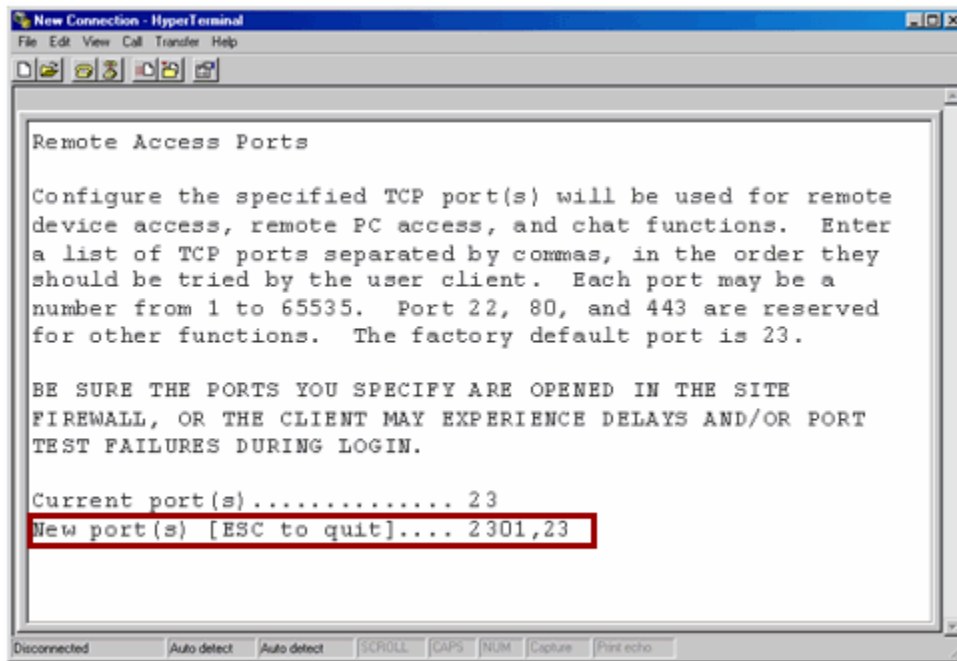 New Connection - HyperTerminal
File Edit View Call Transfer Help
Remote Access Ports
Configure the specified TCP port(s) will be used for remote
device access, remote PC access, and chat functions. Enter
a list of TCP ports separated by commas, in the order they
should be tried by the user client. Each port may be a
number from 1 to 65535. Port 22, 80, and 443 are reserved
for other functions. The factory default port is 23.
BE SURE THE PORTS YOU SPECIFY ARE OPENED IN THE SITE
FIREWALL, OR THE CLIENT MAY EXPERIENCE DELAYS AND/OR PORT
TEST FAILURES DURING LOGIN.
Current port(s).............. 23
New port(s) [ESC to quit].... 2301,23
Disconnected Auto detect Auto detect SCROLL CAPS NUM Capture Print echo